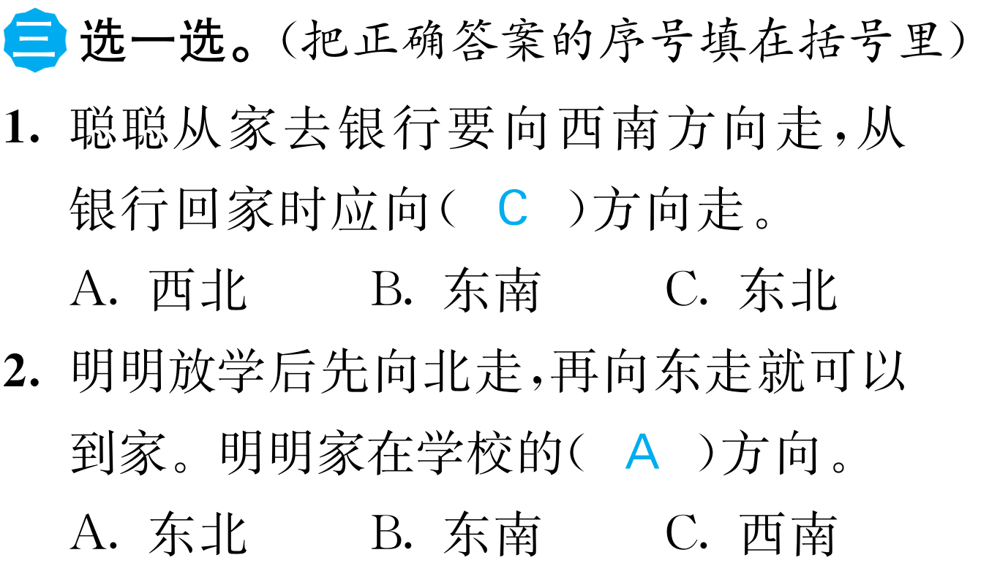 三 选一选。(把正确答案的序号填在括号里)
1. 聪聪从家去银行要向西南方向走,从
银行回家时应向( C )方向走。
A. 西北 B. 东南 C. 东北
2. 明明放学后先向北走,再向东走就可以
到家。明明家在学校的( A )方向。
A. 东北 B. 东南 C. 西南